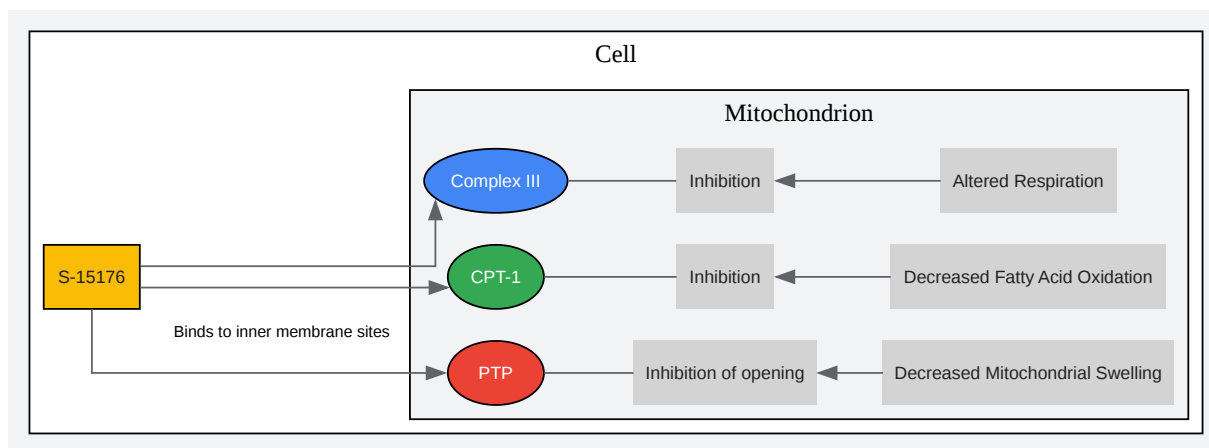 Cell
Mitochondrion
Complex III
Inhibition
Altered Respiration
S-15176
CPT-1
Inhibition
Decreased Fatty Acid Oxidation
Binds to inner membrane sites
PTP
Inhibition of opening
Decreased Mitochondrial Swelling